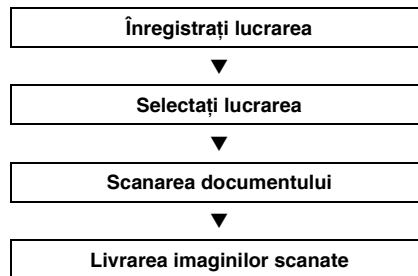 Înregistrați lucrarea
Selectați lucrarea
Scanarea documentului
Livrarea imaginilor scanate